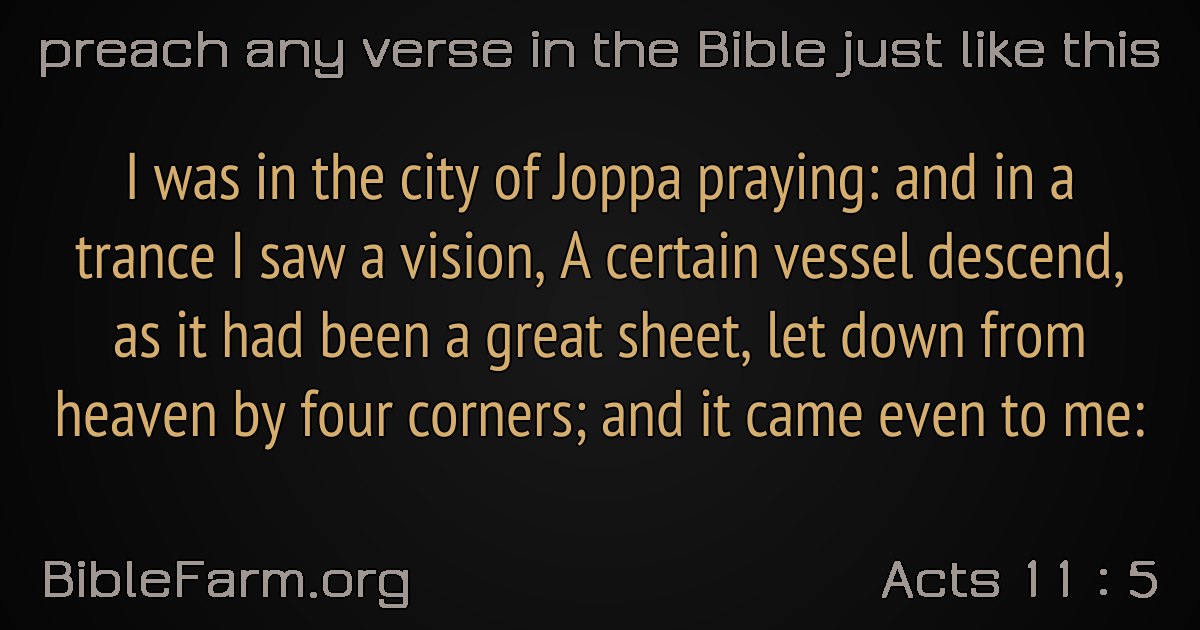 preach any verse in the Bible just like this
I was in the city of Joppa praying: and in a
trance I saw a vision, A certain vessel descend,
as it had been a great sheet, let down from
heaven by four corners; and it came even to me:
BibleFarm.org
Acts 11 : 5